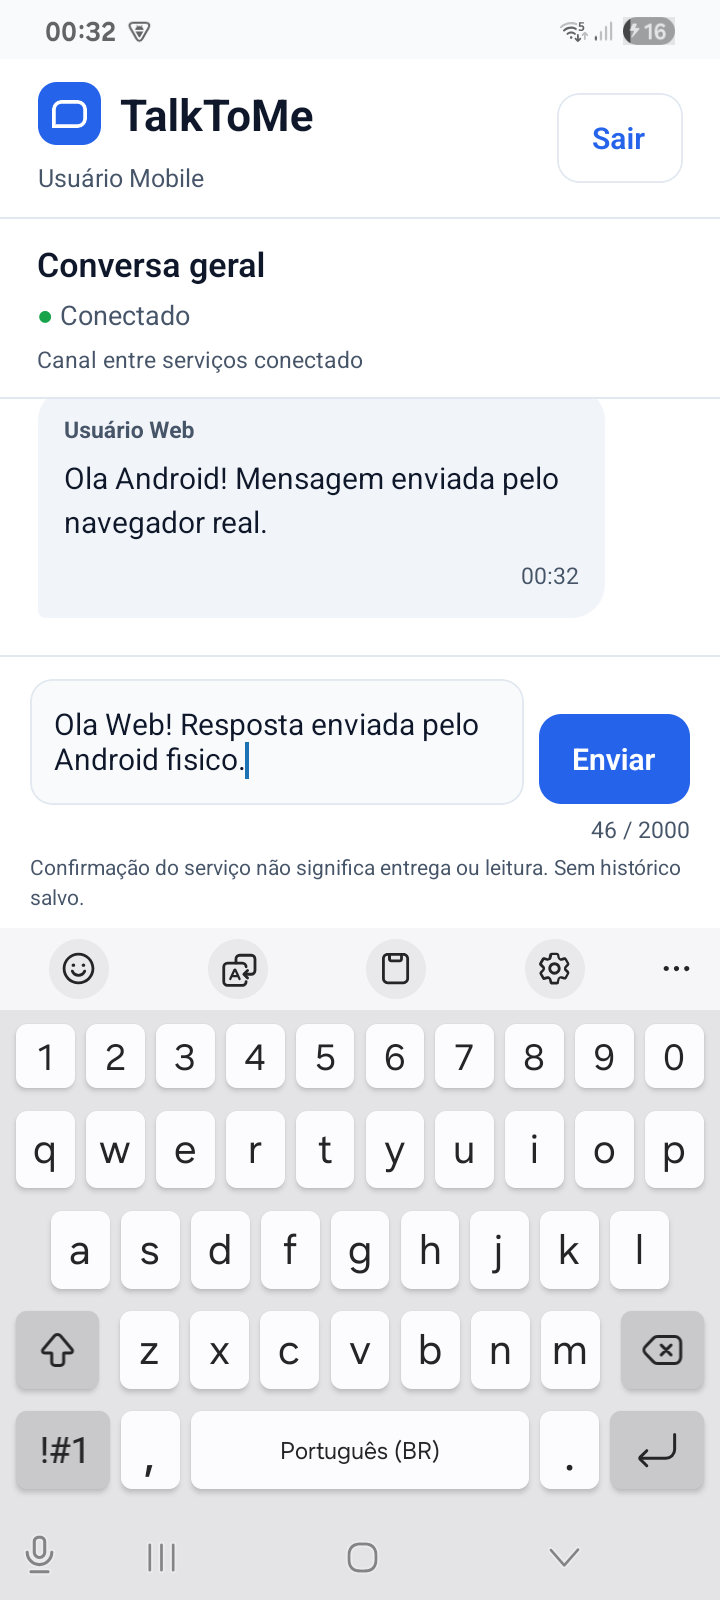 00:32
5
16
TalkToMe
Sair
Usuário Mobile
Conversa geral
Conectado
Canal entre serviços conectado
Usuário Web
Ola Android! Mensagem enviada pelo
navegador real.
00:32
Ola Web! Resposta enviada pelo
Android fisico.
Enviar
46 / 2000
Confirmação do serviço não significa entrega ou leitura. Sem histórico
salvo.
A
1 2 3 4 5 6 7 8 9 0
q w e r t y u i o p
a s d f g h j k l
z x c v b n m
!#1 , Português (BR) .